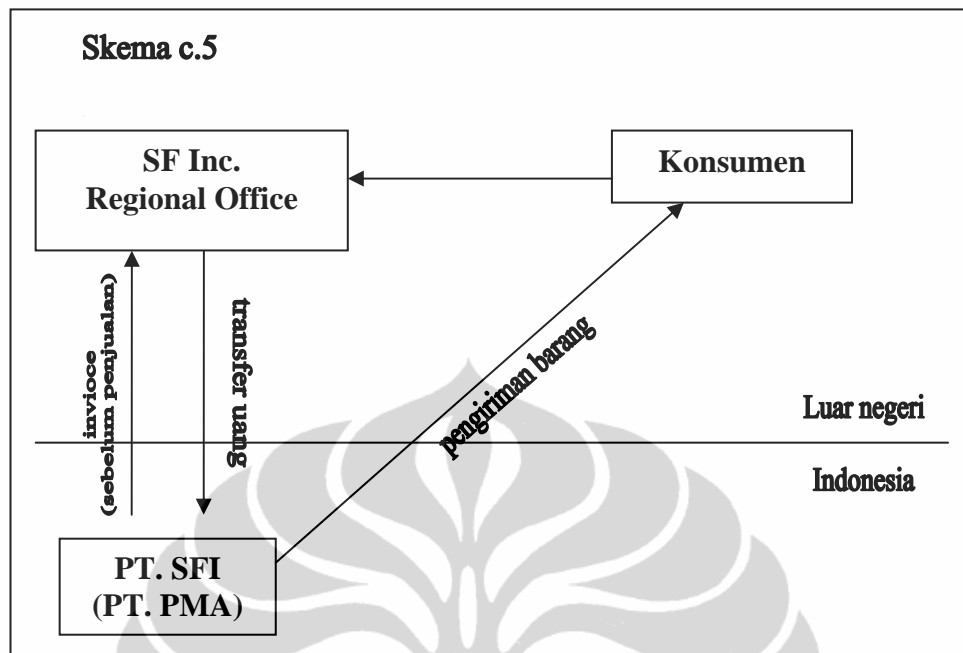 Skema c.5
SF Inc.
Regional Office
Konsumen
invioce
(sebelum penjualan)
transfer uang
pengiriman barang
Luar negeri
Indonesia
PT. SFI
(PT. PMA)